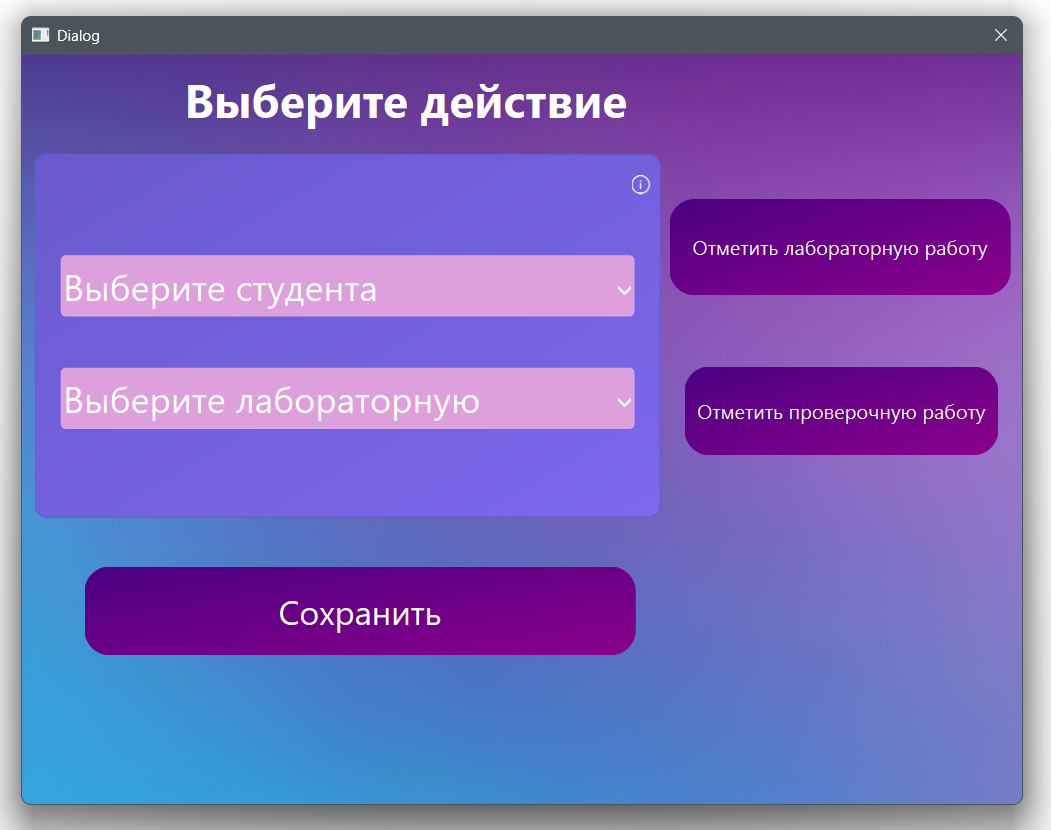 Dialog
Выберите действие
Выберите студента
Выберите лабораторную
Сохранить
Отметить лабораторную работу
Отметить проверочную работу